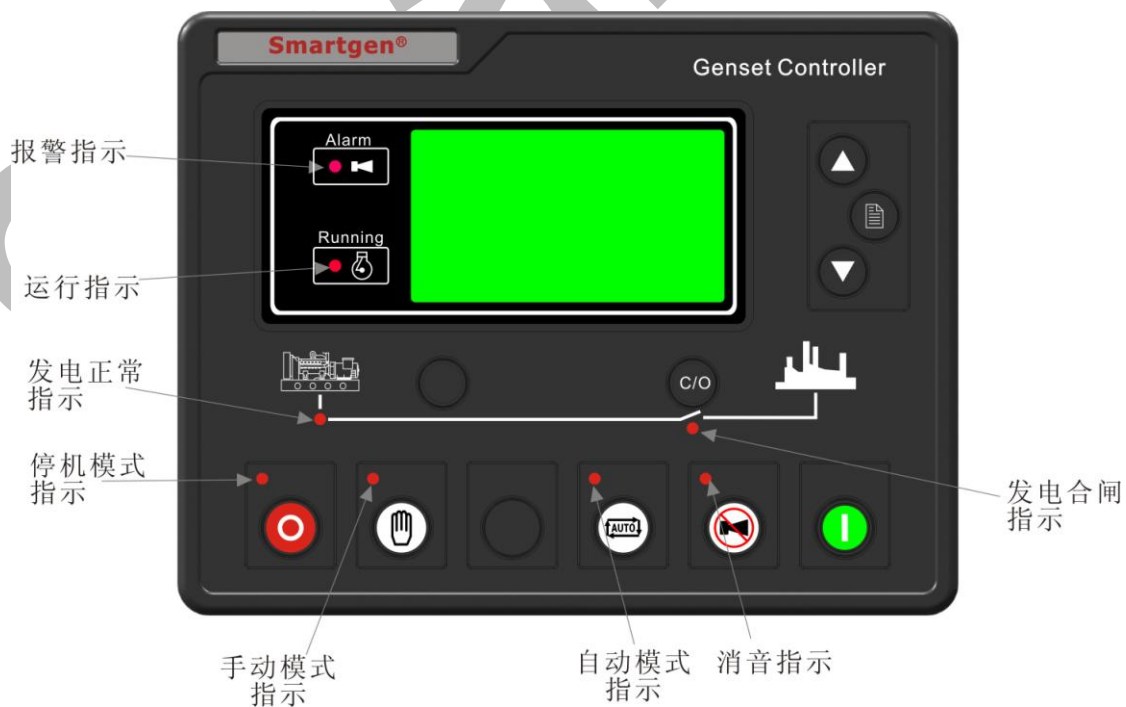 Smartgen®
Genset Controller
Alarm
报警指示
Running
运行指示
发电正常
指示
C/O
停机模式
指示
发电合闸
指示
AUTO
手动模式
指示
自动模式
指示
消音指示